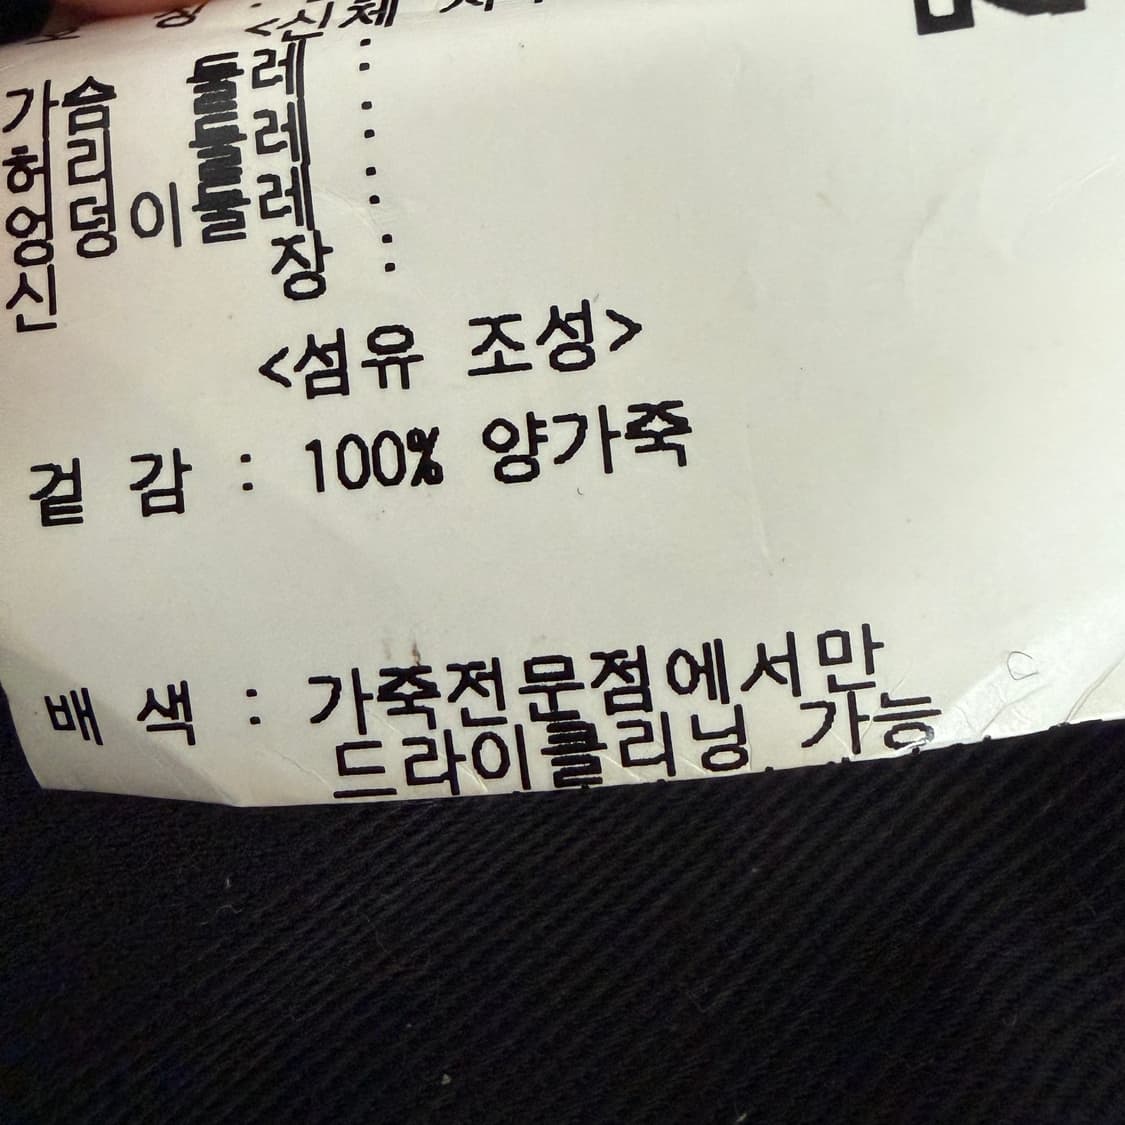 <신체
가슴둘레 :
허리둘레 :
엉덩이둘레 :
신장 :
<섬유 조성>
겉 감 : 100% 양가죽
배 색 : 가죽전문점에서만
드라이클리닝 가능